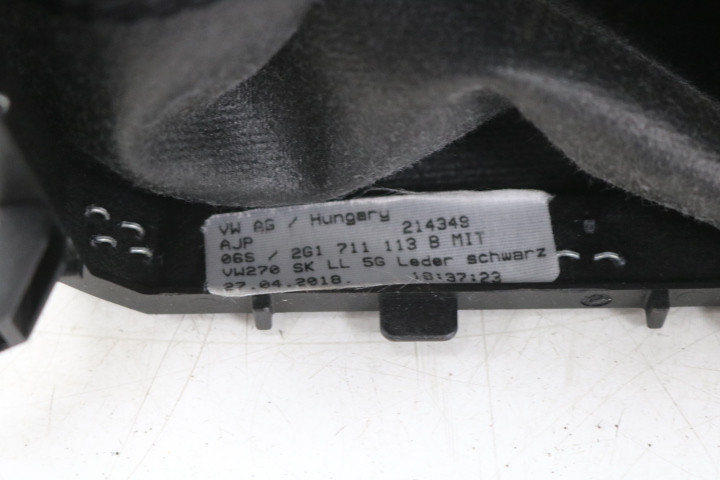 VW AG / Hungary 214349
AJP
06S / 2G1 711 113 B MIT
VW270 SK LL 5G Leder schwarz
27.04.2018. 18:37:23